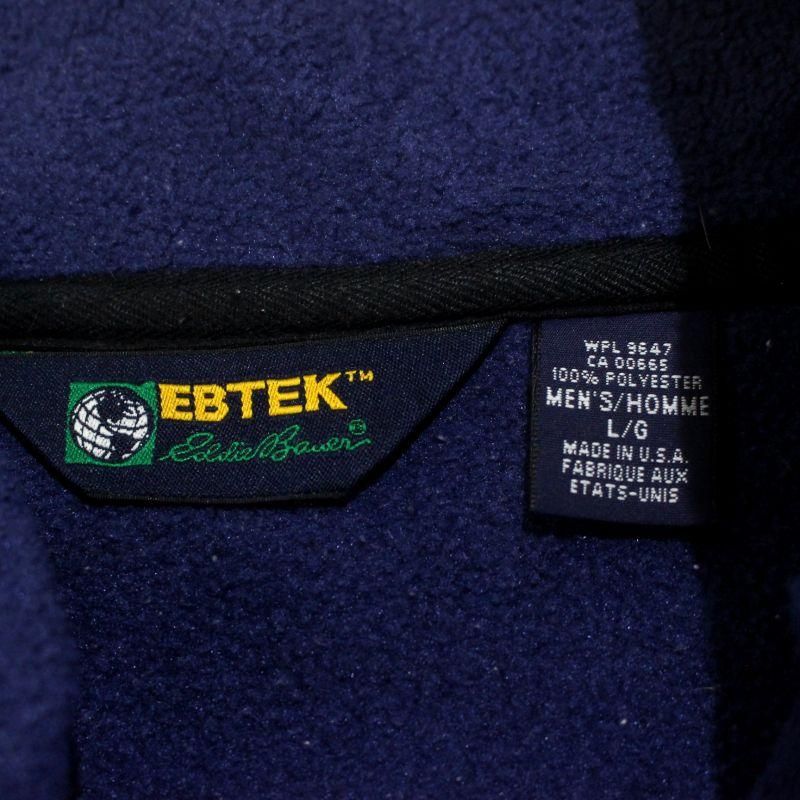 EBTEK™
Eddie Bauer
WPL 9647
CA 00665
100% POLYESTER
MEN'S/HOMME
L/G
MADE IN U.S.A.
FABRIQUE AUX
ETATS-UNIS